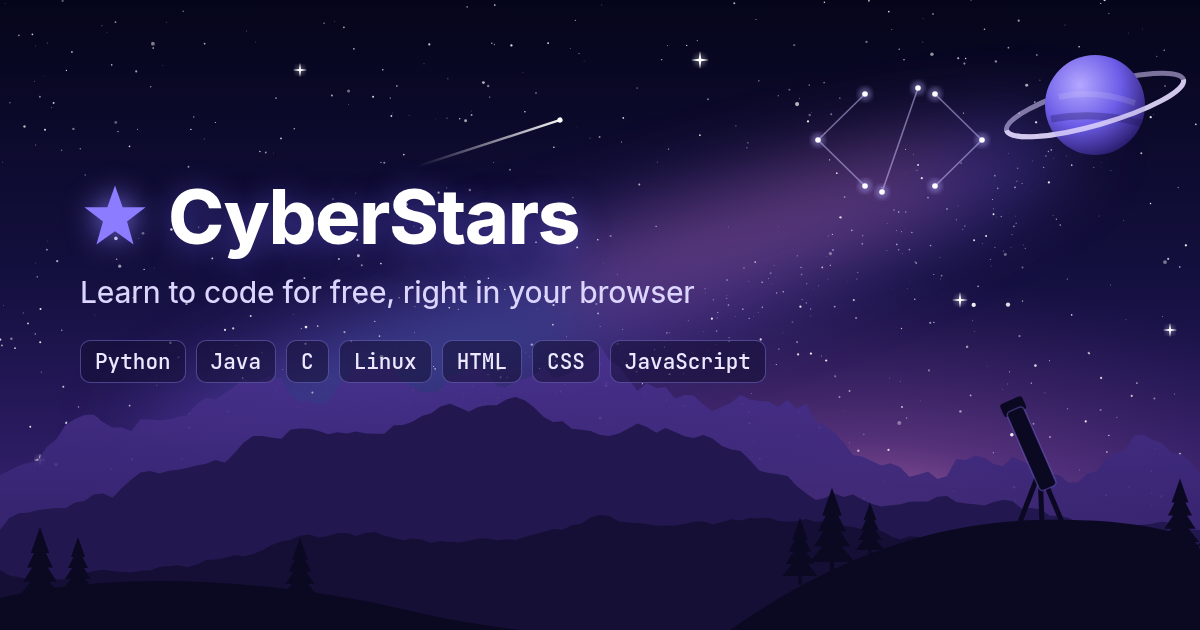 CyberStars
Learn to code for free, right in your browser
Python Java C Linux HTML CSS JavaScript